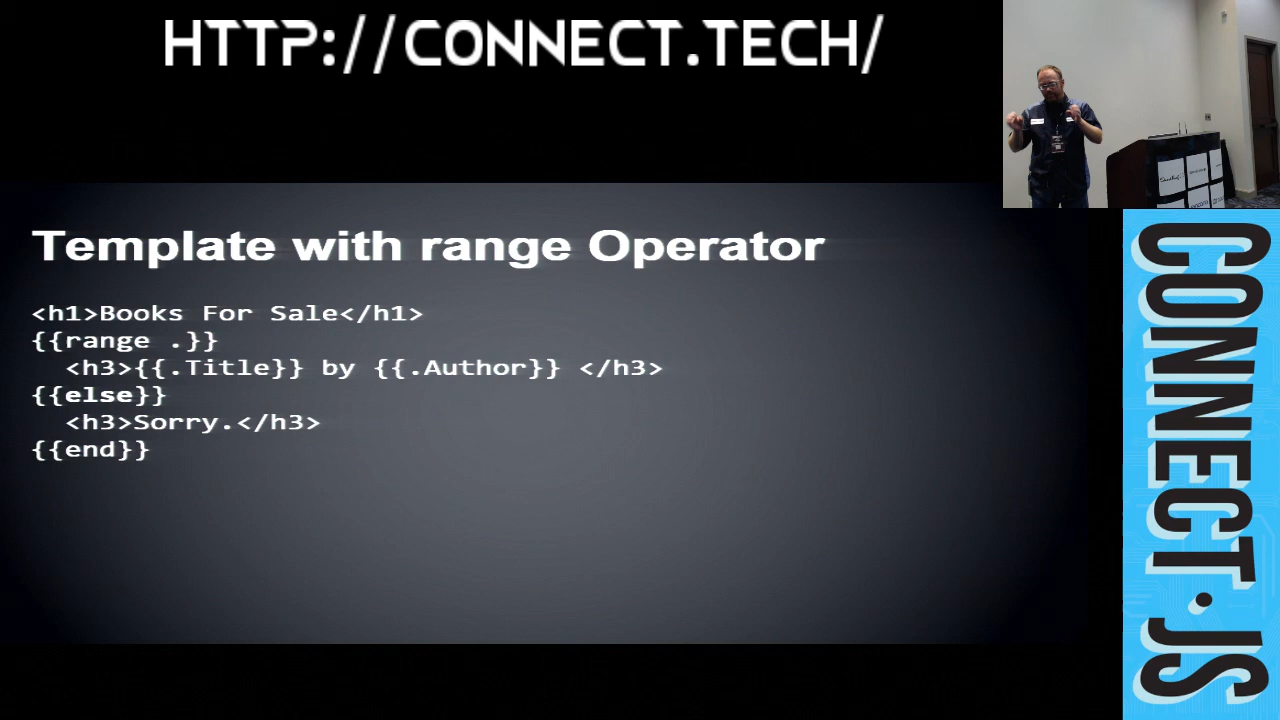 HTTP://CONNECT.TECH/
Template with range Operator
<h1>Books For Sale</h1>
{{range .}}
  <h3>{{.Title}} by {{.Author}} </h3>
{{else}}
  <h3>Sorry.</h3>
{{end}}
CONNECT.JS